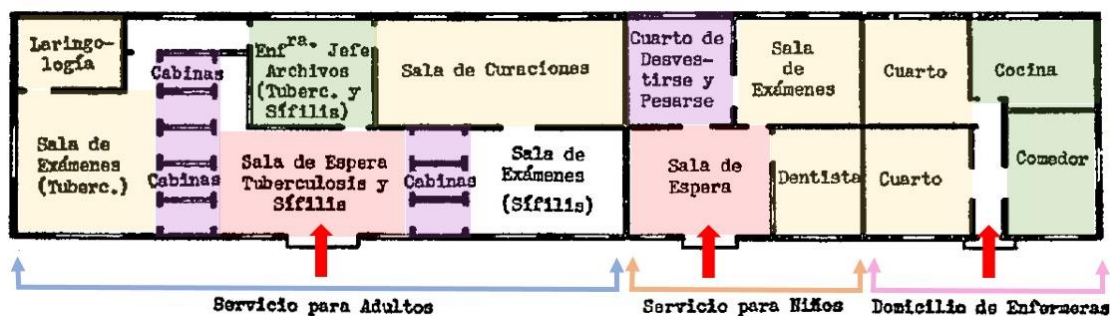 Laringo-
logía
Cabinas
Enfra. Jefe
Archivos
(Tuberc. y
Sífilis)
Sala de Curaciones
Cuarto de
Desves-
tirse y
Pesarse
Sala
de
Exámenes
Cuarto
Cocina
Sala de
Exámenes
(Tuberc.)
Cabinas
Sala de Espera
Tuberculosis y
Sífilis
Cabinas
Sala de
Exámenes
(Sífilis)
Sala de
Espera
Dentista
Cuarto
Comedor
Servicio para Adultos
Servicio para Niños
Domicilio de Enfermeras